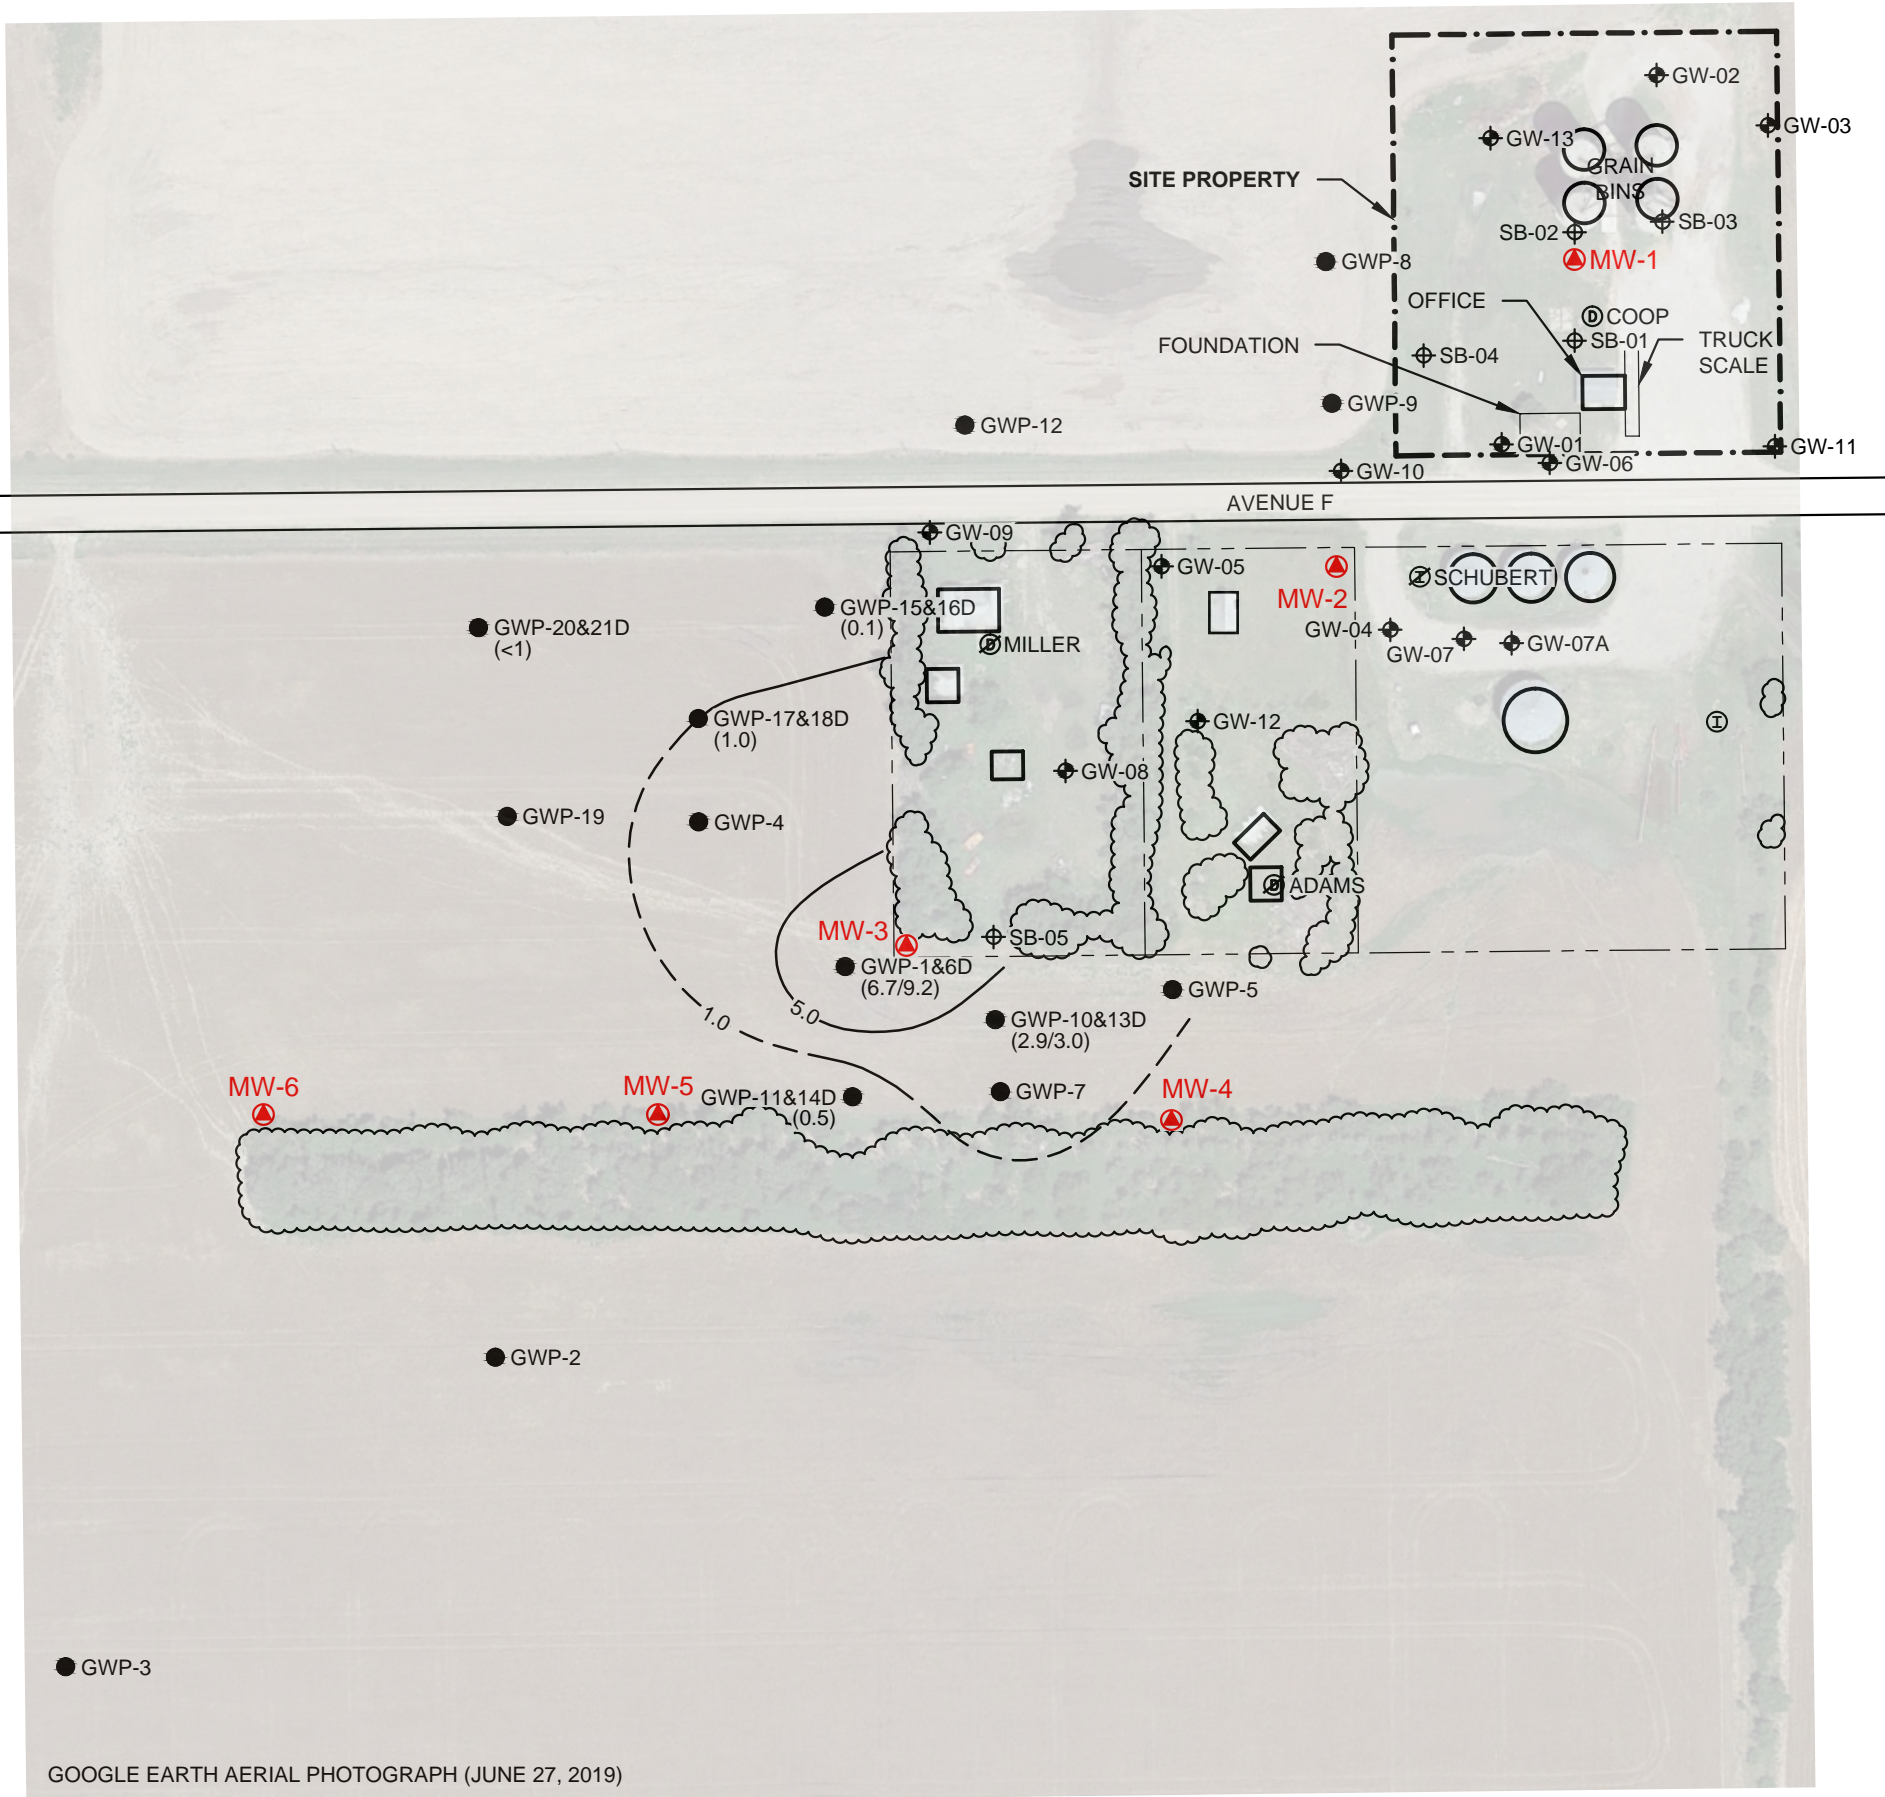 GW-02
GW-03
GW-13
GRAIN
BINS
SITE PROPERTY
SB-03
SB-02
MW-1
GWP-8
OFFICE
COOP
FOUNDATION
SB-01
TRUCK
SCALE
SB-04
GWP-9
GWP-12
GW-01
GW-11
GW-06
GW-10
AVENUE F
GW-09
GW-05
SCHUBERT
I
MW-2
GWP-15&16D
(0.1)
GWP-20&21D
(<1)
GW-04
GW-07
GW-07A
D
MILLER
GWP-17&18D
(1.0)
GW-12
I
GW-08
GWP-19
GWP-4
D
ADAMS
MW-3
SB-05
GWP-1&6D
(6.7/9.2)
GWP-5
5.0
1.0
GWP-10&13D
(2.9/3.0)
MW-6
MW-5
GWP-11&14D
(0.5)
GWP-7
MW-4
GWP-2
GWP-3
D
GOOGLE EARTH AERIAL PHOTOGRAPH (JUNE 27, 2019)